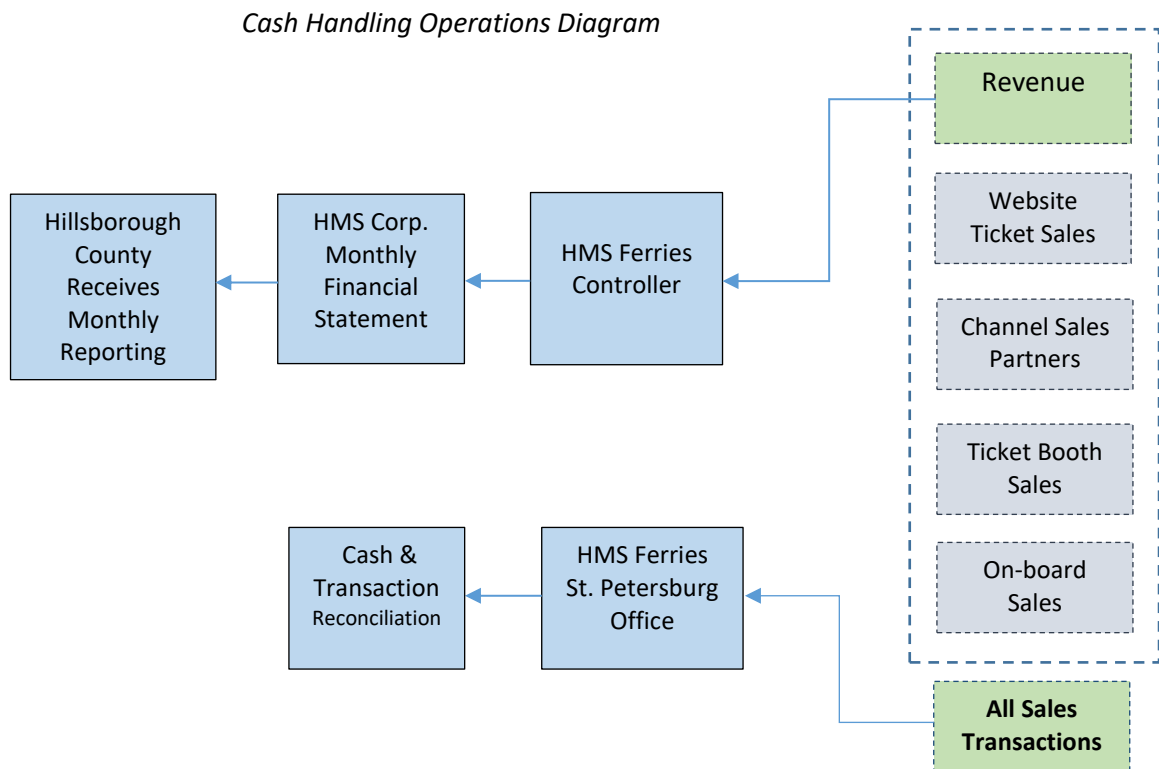 Cash Handling Operations Diagram
Revenue
Website
Ticket Sales
Channel Sales
Partners
Ticket Booth
Sales
On-board
Sales
All Sales
Transactions
HMS Ferries
Controller
HMS Corp.
Monthly
Financial
Statement
Hillsborough
County
Receives
Monthly
Reporting
HMS Ferries
St. Petersburg
Office
Cash &
Transaction
Reconciliation